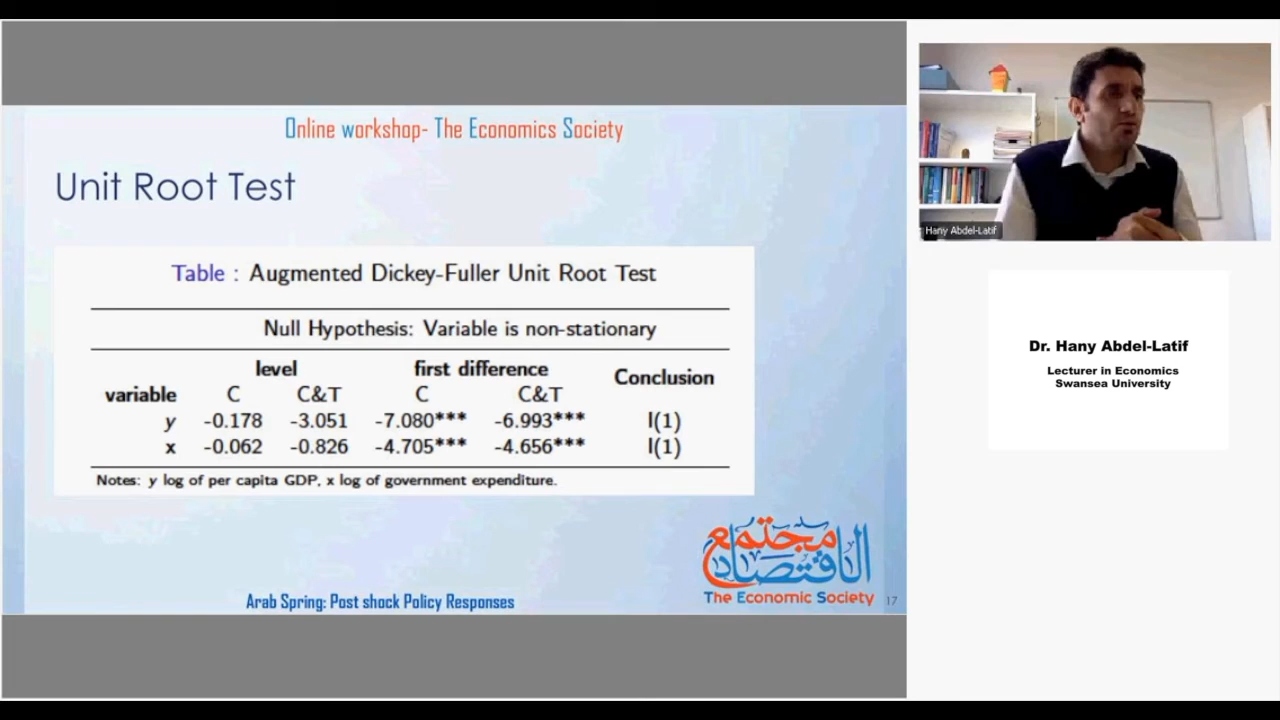 Online workshop- The Economics Society
Unit Root Test
Table : Augmented Dickey-Fuller Unit Root Test
Null Hypothesis: Variable is non-stationary
level first difference Conclusion
variable C C&T C C&T
y -0.178 -3.051 -7.080*** -6.993*** I(1)
x -0.062 -0.826 -4.705*** -4.656*** I(1)
Notes: y log of per capita GDP, x log of government expenditure.
مجتمع
الاقتصاد
The Economic Society
Arab Spring: Post shock Policy Responses
17
Hany Abdel-Latif
Dr. Hany Abdel-Latif
Lecturer in Economics
Swansea University